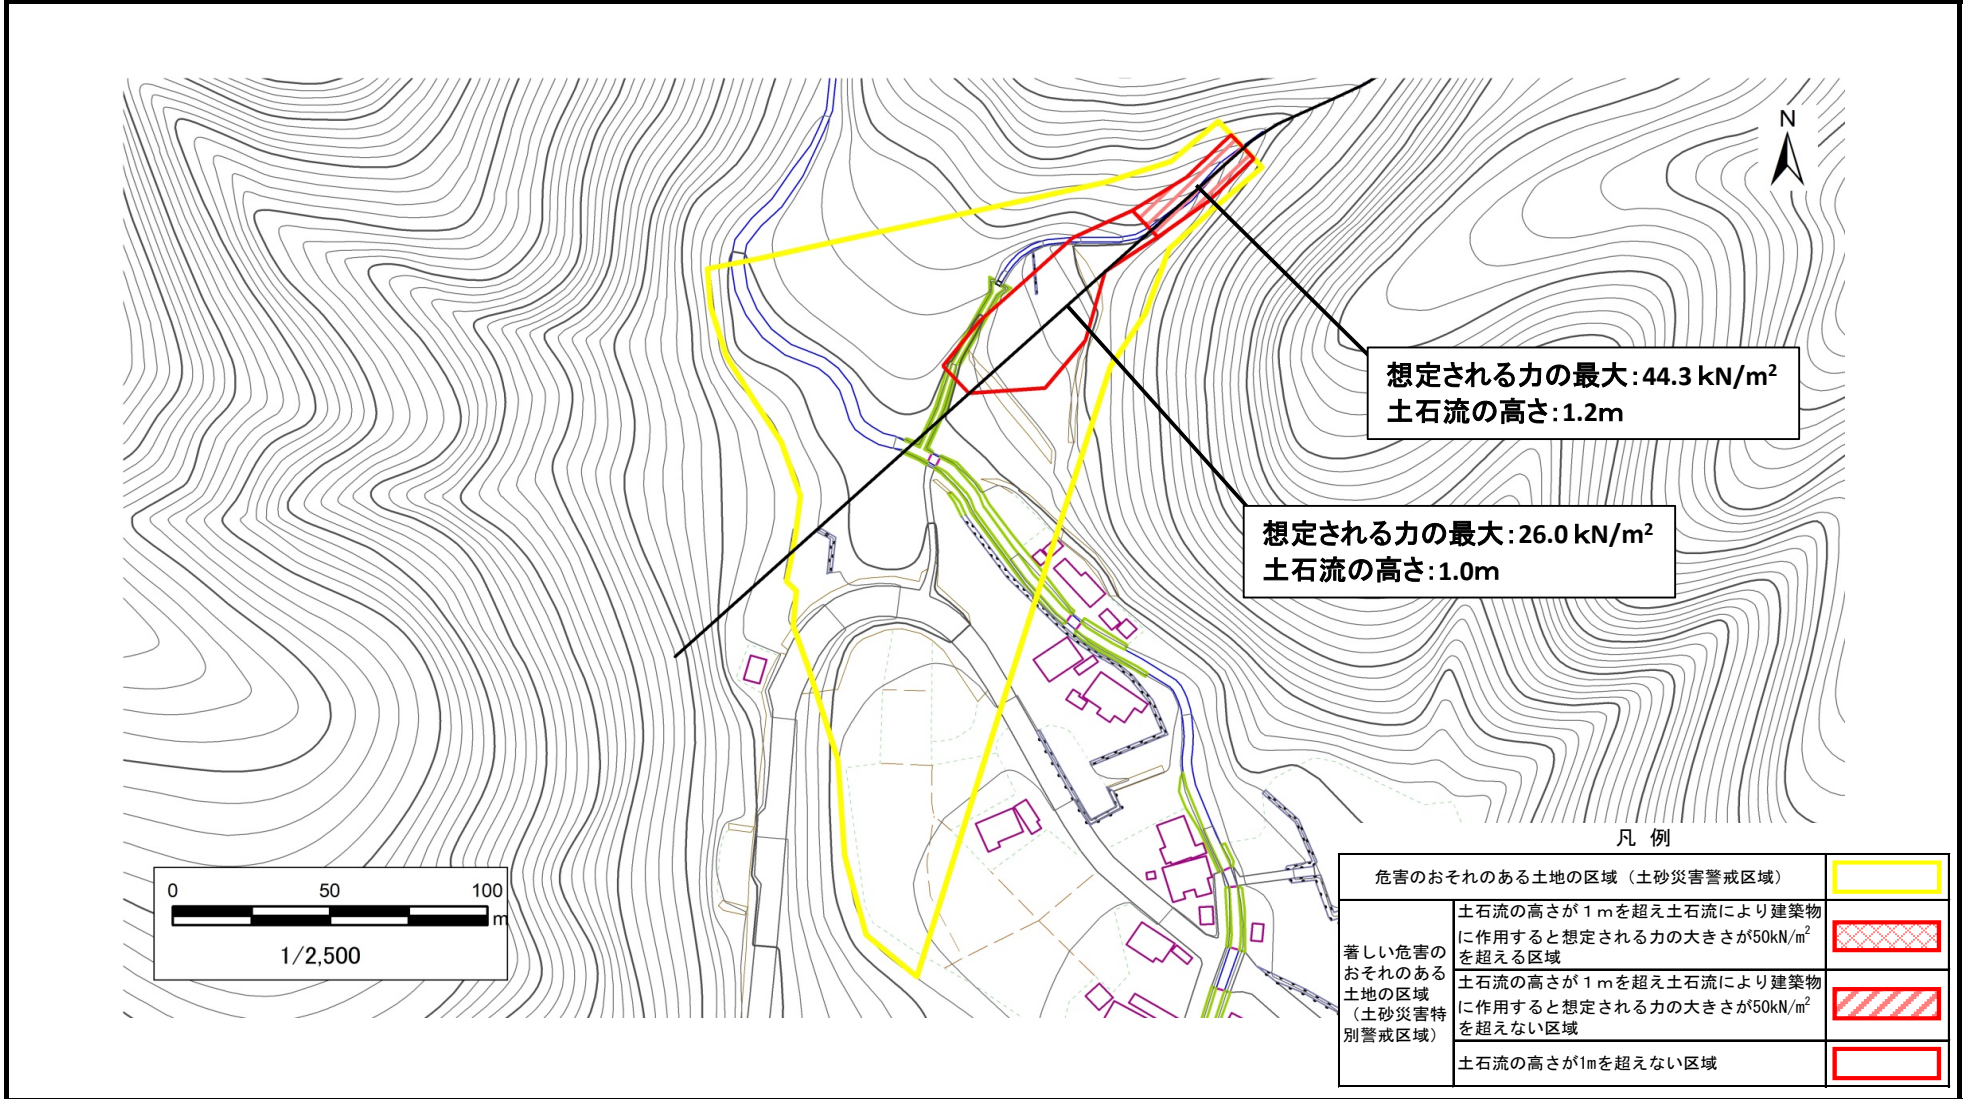 N
想定される力の最大：44.3 kN/m²
土石流の高さ：1.2m
想定される力の最大：26.0 kN/m²
土石流の高さ：1.0m
0 50 100
m
1/2,500
凡 例
危害のおそれのある土地の区域（土砂災害警戒区域）
著しい危害の
おそれのある
土地の区域
（土砂災害特
別警戒区域）
土石流の高さが１ｍを超え土石流により建築物
に作用すると想定される力の大きさが50kN/m²
を超える区域
土石流の高さが１ｍを超え土石流により建築物
に作用すると想定される力の大きさが50kN/m²
を超えない区域
土石流の高さが1mを超えない区域